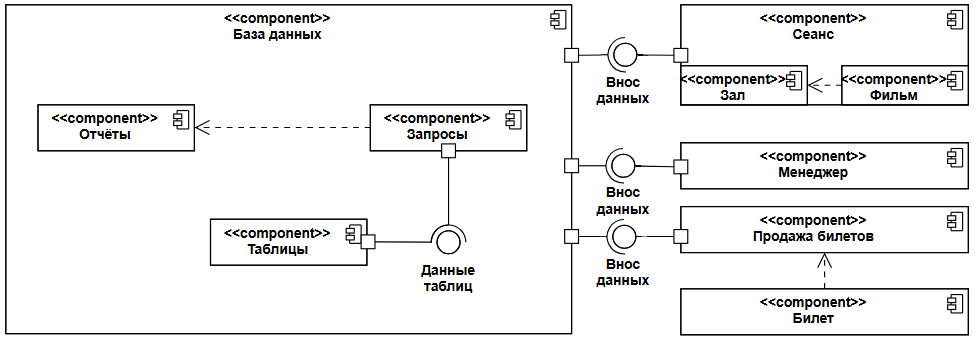 <<component>>
База данных
<<component>>
Отчёты
<<component>>
Запросы
<<component>>
Таблицы
Данные
таблиц
Внос
данных
<<component>>
Сеанс
<<component>>
Зал
<<component>>
Фильм
Внос
данных
<<component>>
Менеджер
Внос
данных
<<component>>
Продажа билетов
<<component>>
Билет